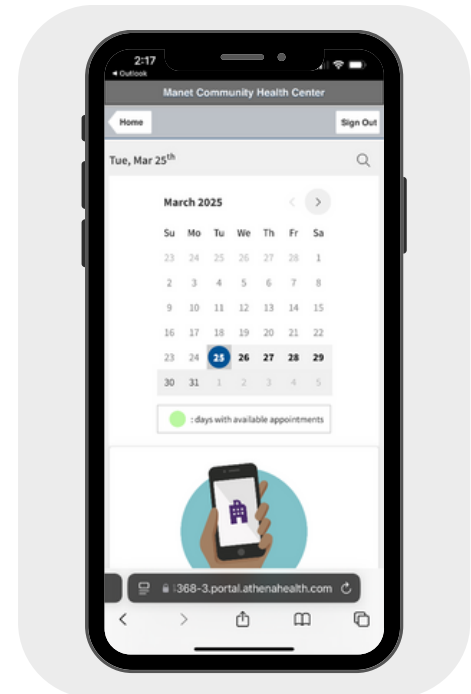 2:17
◀ Outlook
Manet Community Health Center
Home
Sign Out
Tue, Mar 25th
March 2025
Su Mo Tu We Th Fr Sa
23 24 25 26 27 28 1
2 3 4 5 6 7 8
9 10 11 12 13 14 15
16 17 18 19 20 21 22
23 24 25 26 27 28 29
30 31 1 2 3 4 5
: days with available appointments
368-3.portal.athenahealth.com